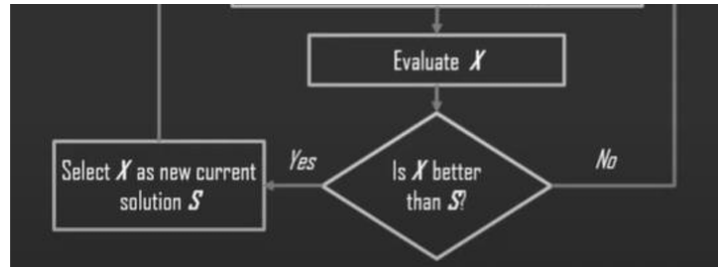 Evaluate X
Is X better
than S?
Yes
No
Select X as new current
solution S